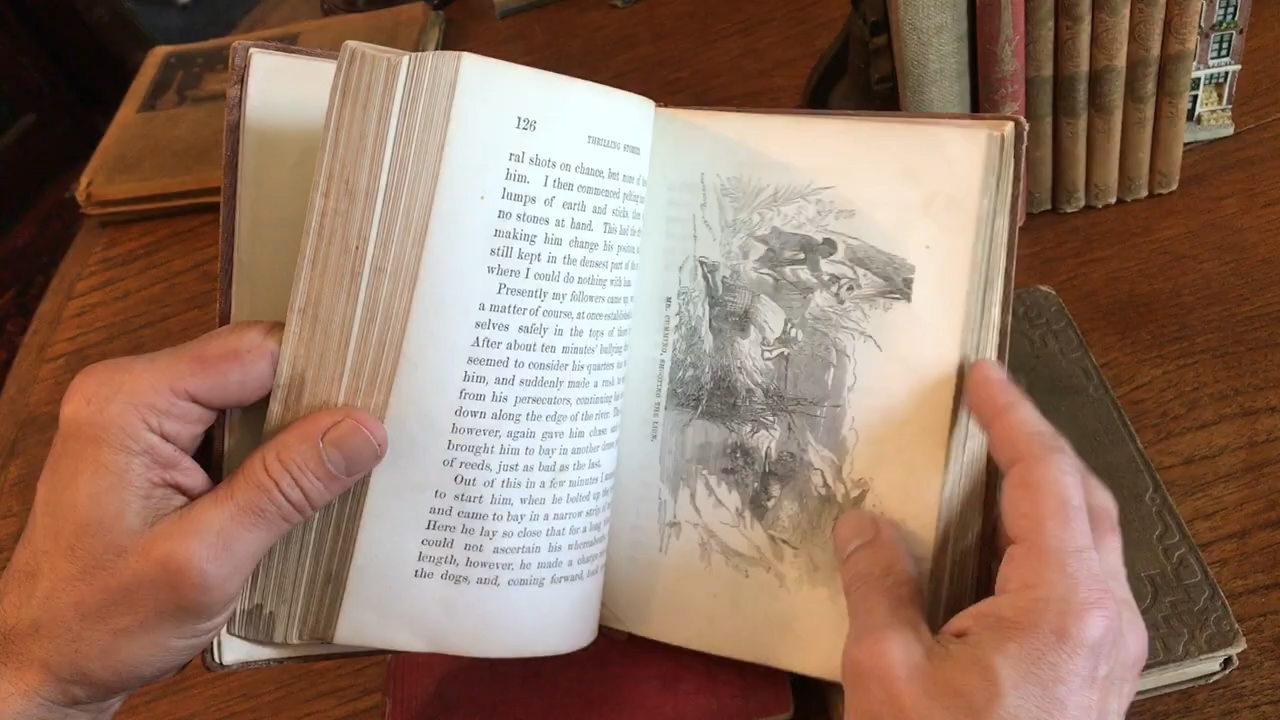 126
THRILLING STORIES
ral shots on chance, but none of
him. I then commenced pelting
lumps of earth and sticks,
no stones at hand. This had the
making him change his position
still kept in the densest part of
where I could do nothing with him.
Presently my followers came up,
a matter of course, at once established
selves safely in the tops of
After about ten minutes' bullying,
seemed to consider his quarters
him, and suddenly made a rush
from his persecutors, continuing
down along the edge of the river.
however, again gave him chase, and
brought him to bay in another dense
of reeds, just as bad as the last.
Out of this in a few minutes I
to start him, when he bolted up
and came to bay in a narrow strip of
Here he lay so close that for a long
could not ascertain his whereabouts.
length, however, he made a charge
the dogs, and, coming forward,
MR. CUMMING, SHOOTING THE LION.